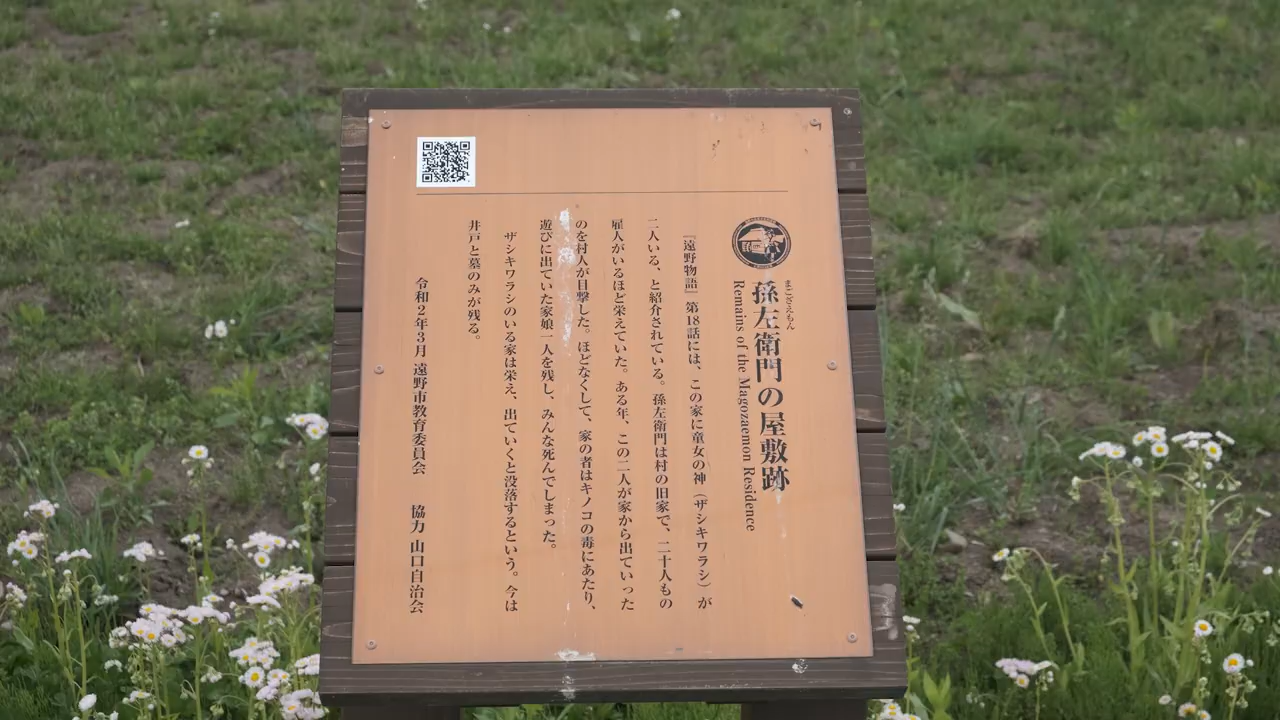 孫左衛門の屋敷跡
まござえもん
Remains of the Magozaemon Residence
『遠野物語』第18話には、この家に童女の神（ザシキワラシ）が
二人いる、と紹介されている。孫左衛門は村の旧家で、二十人もの
雇人がいるほど栄えていた。ある年、この二人が家から出ていった
のを村人が目撃した。ほどなくして、家の者はキノコの毒にあたり、
遊びに出ていた家娘一人を残し、みんな死んでしまった。
ザシキワラシのいる家は栄え、出ていくと没落するという。今は
井戸と墓のみが残る。
令和2年3月 遠野市教育委員会 協力 山口自治会